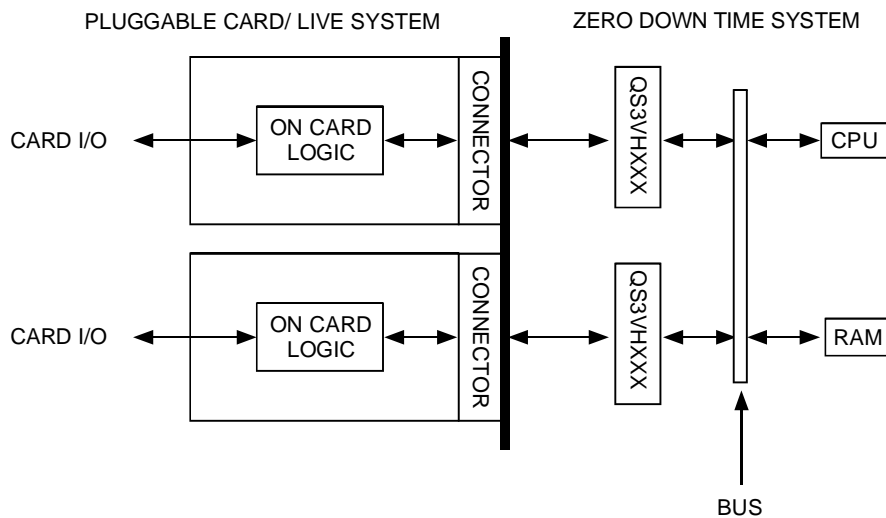 PLUGGABLE CARD/ LIVE SYSTEM
ZERO DOWN TIME SYSTEM
CARD I/O
ON CARD
LOGIC
CONNECTOR
QS3VHXXX
CPU
CARD I/O
ON CARD
LOGIC
CONNECTOR
QS3VHXXX
RAM
BUS